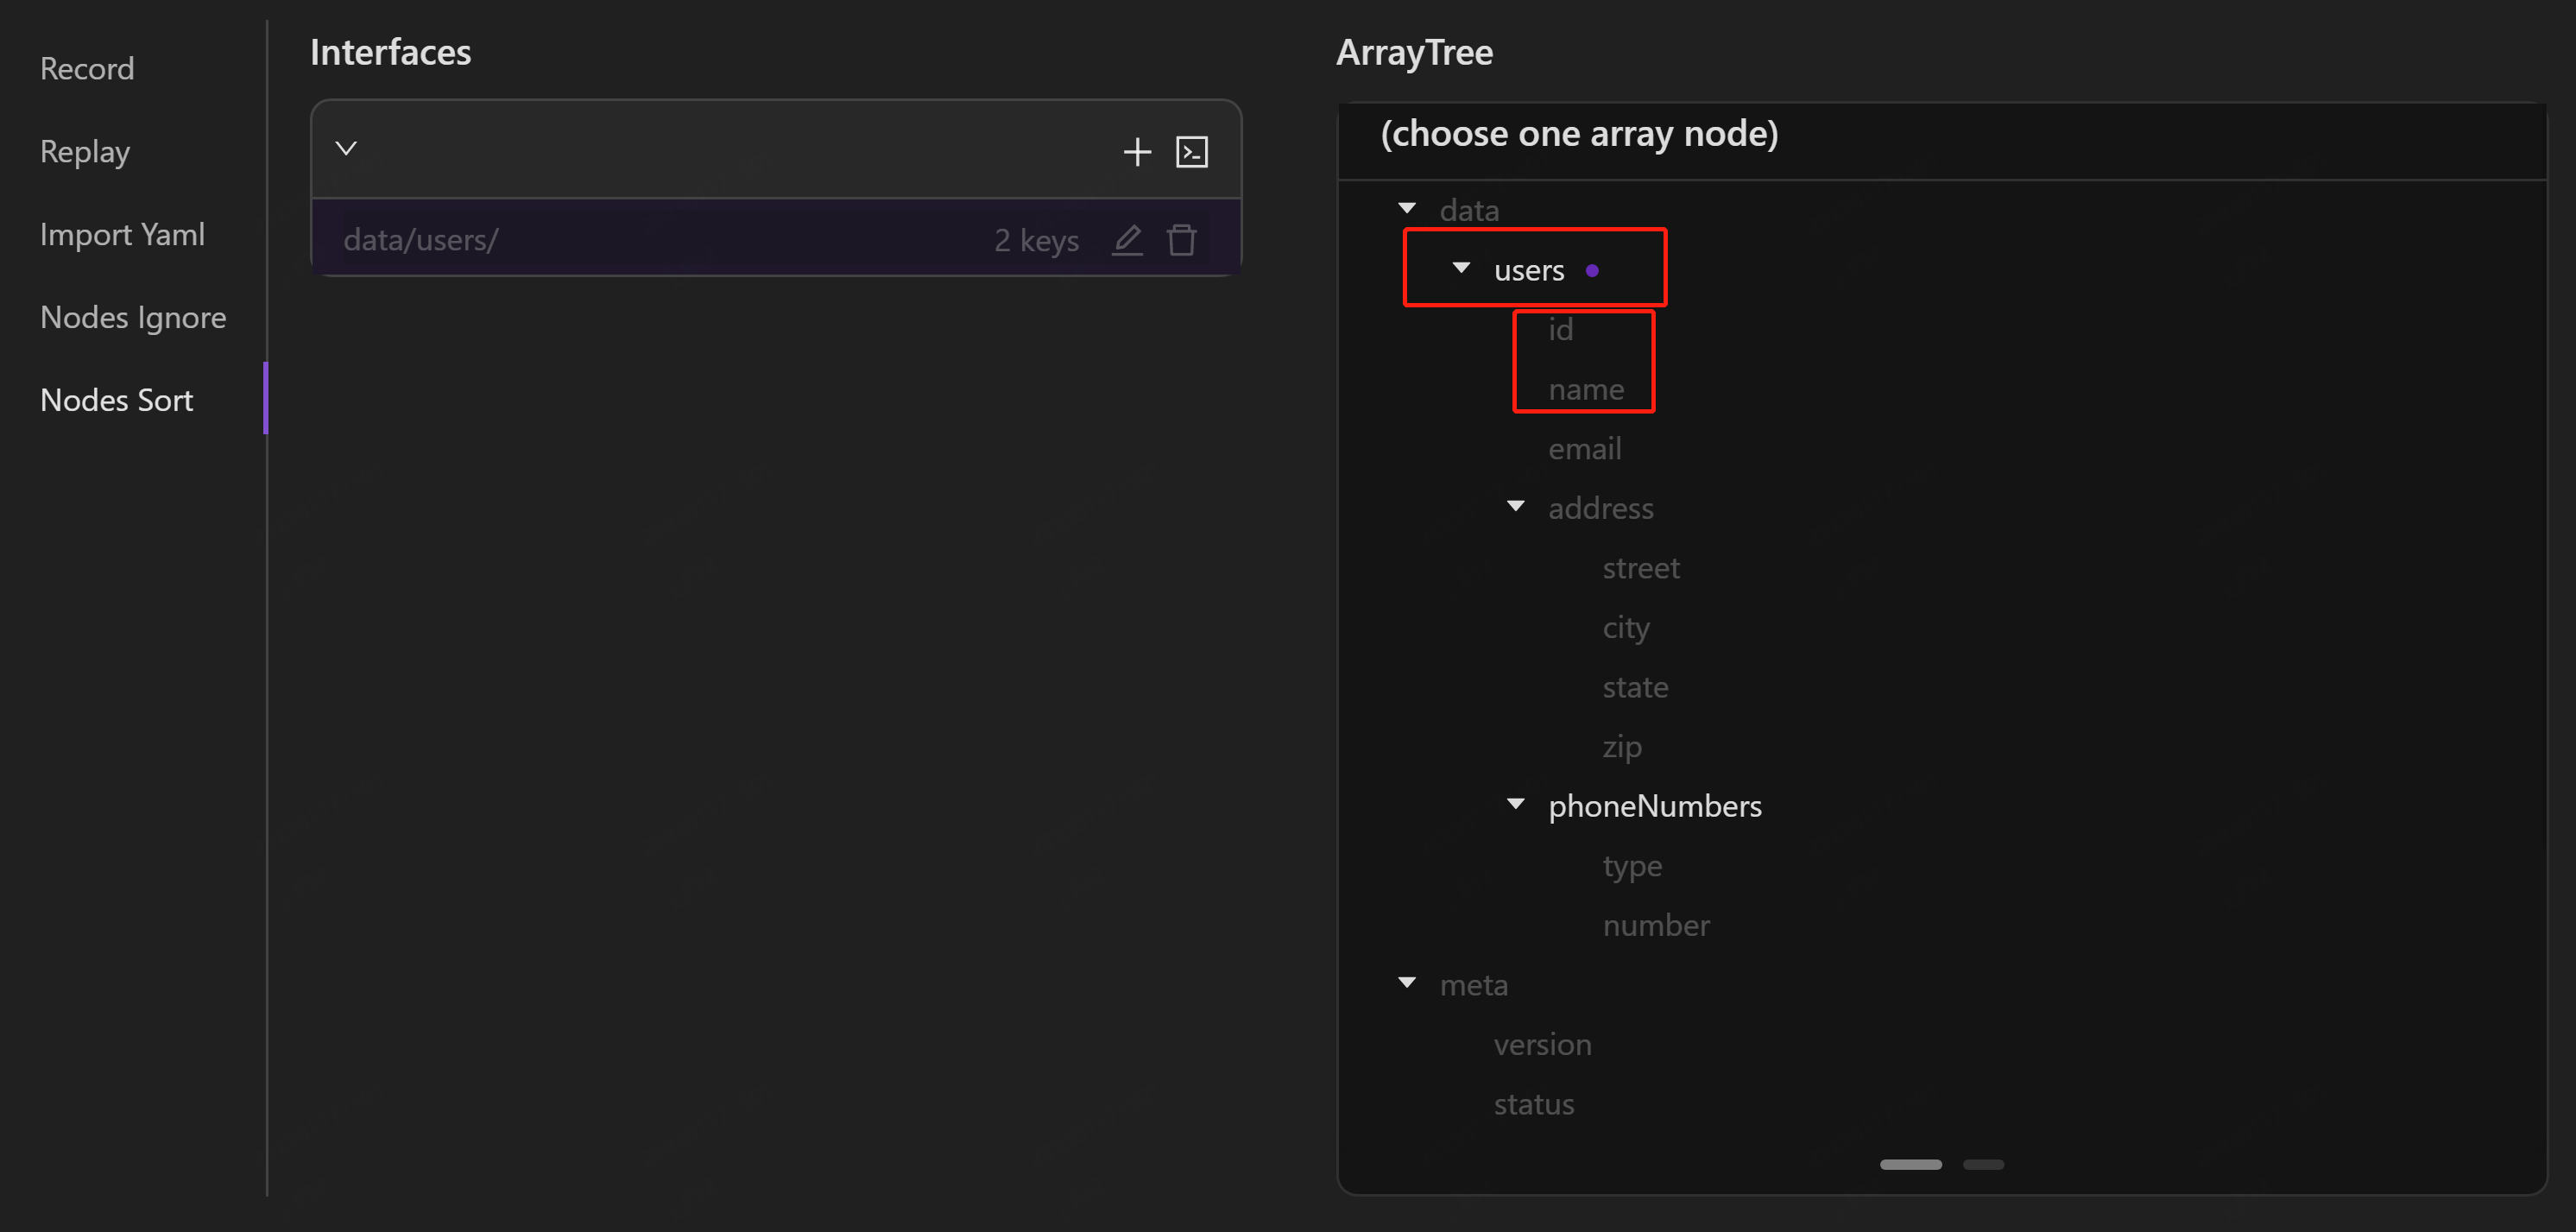 Record
Replay
Import Yaml
Nodes Ignore
Nodes Sort
Interfaces
data/users/ 2 keys
ArrayTree
(choose one array node)
data
users
id
name
email
address
street
city
state
zip
phoneNumbers
type
number
meta
version
status